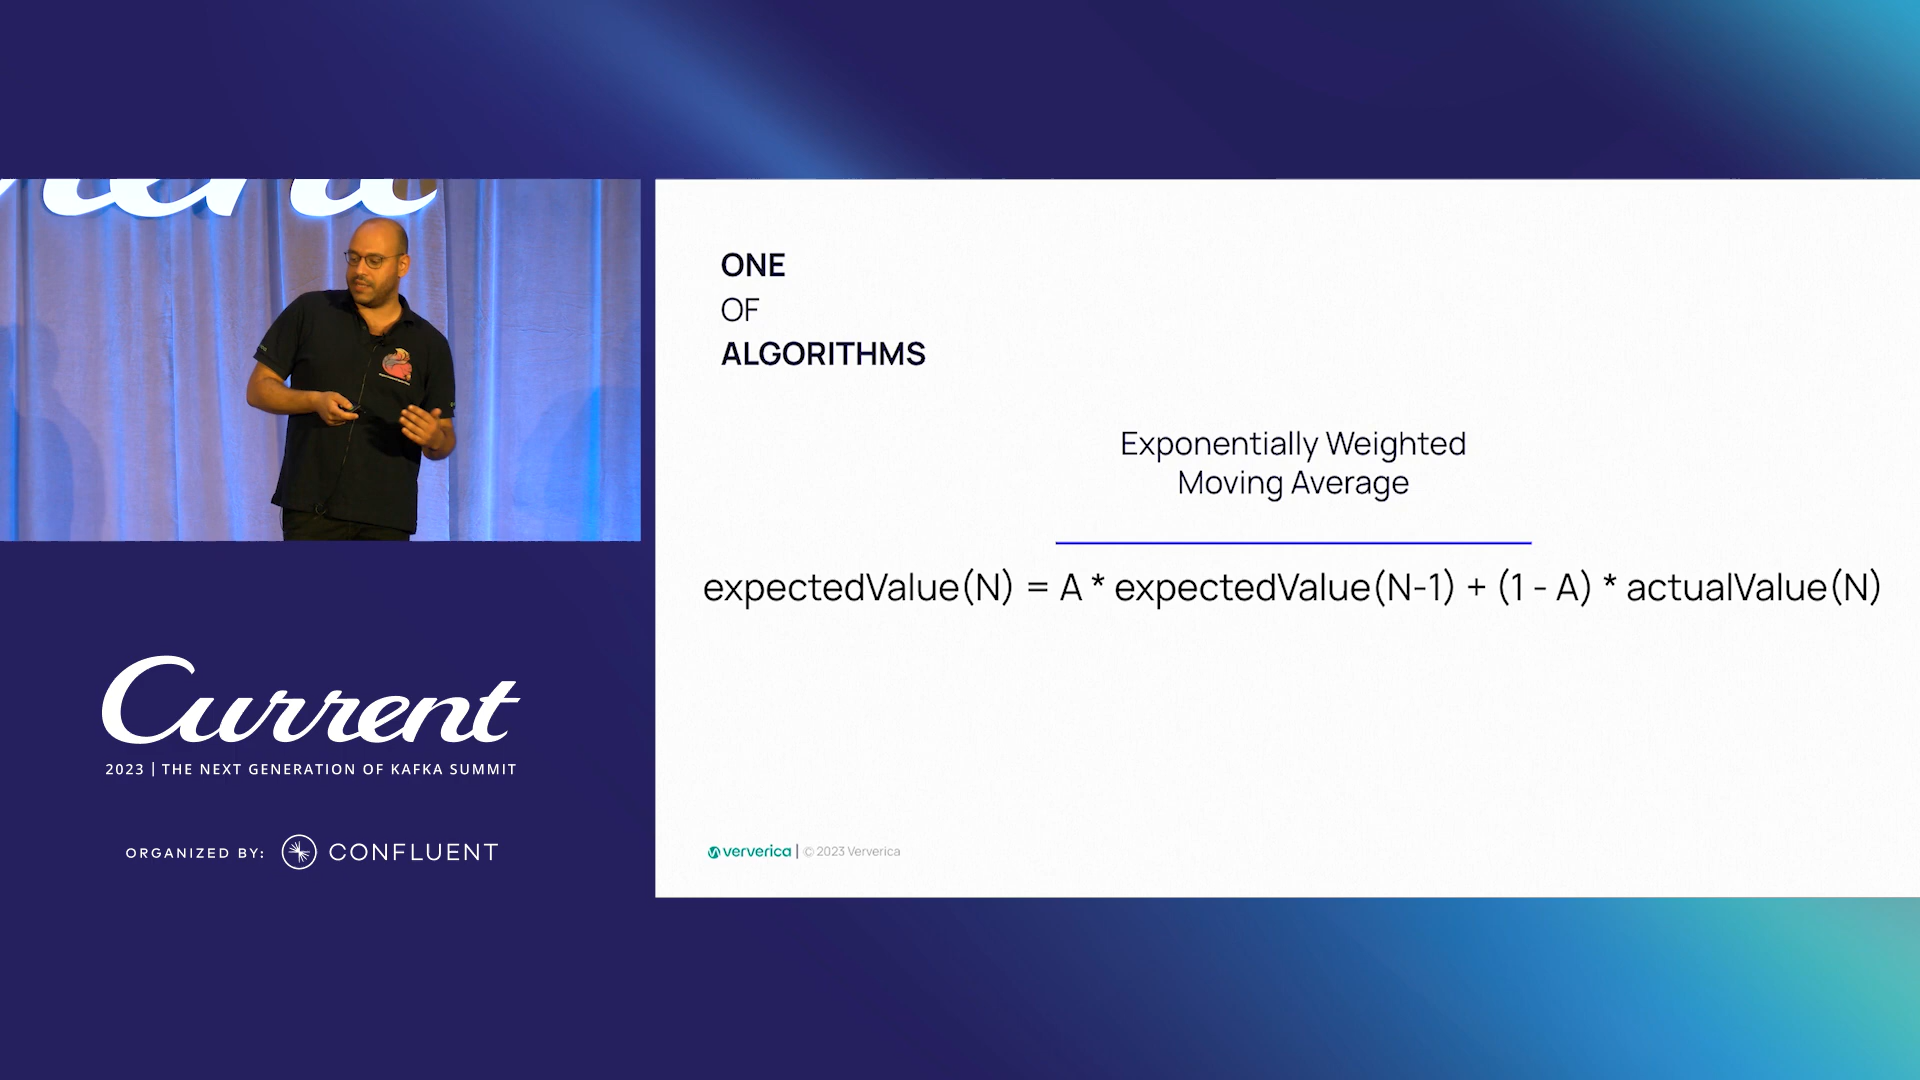 ONE
OF
ALGORITHMS
Exponentially Weighted
Moving Average
expectedValue(N) = A * expectedValue(N-1) + (1 - A) * actualValue(N)
ververica | © 2023 Ververica
Current
2023 | THE NEXT GENERATION OF KAFKA SUMMIT
ORGANIZED BY: CONFLUENT